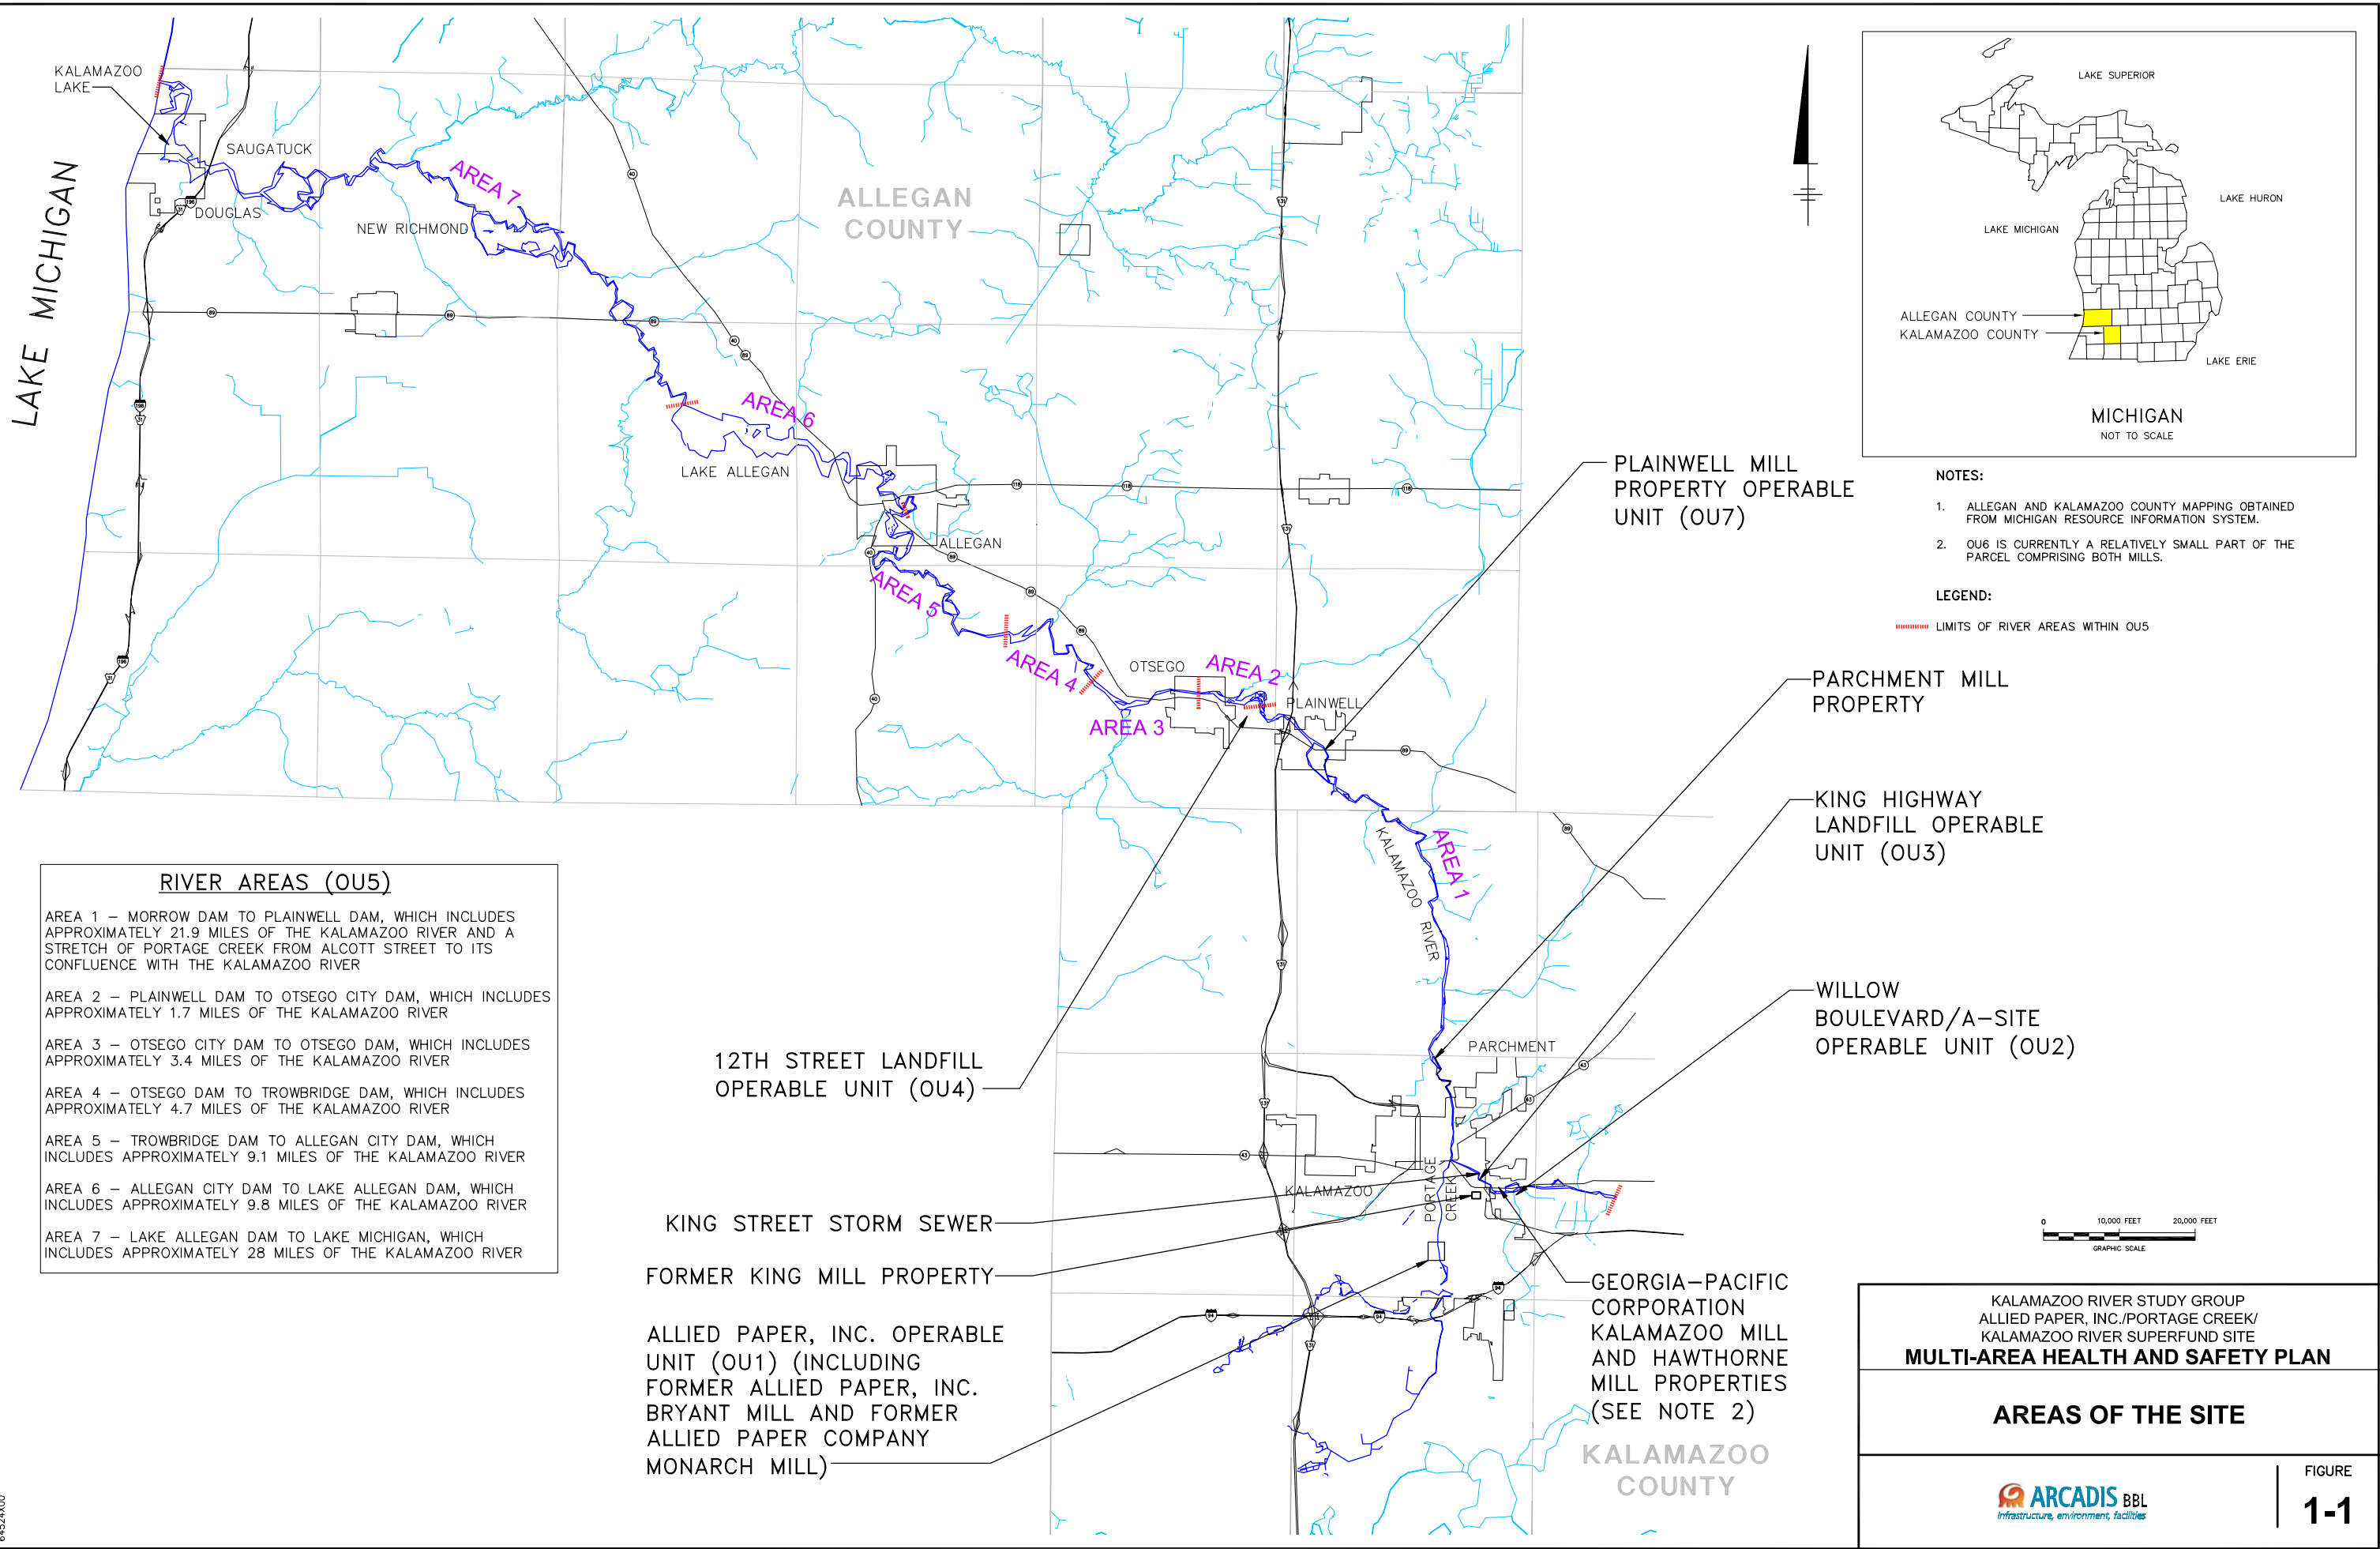 KALAMAZOO
LAKE
LAKE MICHIGAN
SAUGATUCK
DOUGLAS
NEW RICHMOND
AREA 7
ALLEGAN
COUNTY
AREA 6
LAKE ALLEGAN
ALLEGAN
AREA 5
AREA 4
OTSEGO
AREA 2
AREA 3
PLAINWELL
PLAINWELL MILL
PROPERTY OPERABLE
UNIT (OU7)
LAKE SUPERIOR
LAKE HURON
LAKE MICHIGAN
ALLEGAN COUNTY
KALAMAZOO COUNTY
LAKE ERIE
MICHIGAN
NOT TO SCALE
NOTES:
1. ALLEGAN AND KALAMAZOO COUNTY MAPPING OBTAINED
FROM MICHIGAN RESOURCE INFORMATION SYSTEM.
2. OU6 IS CURRENTLY A RELATIVELY SMALL PART OF THE
PARCEL COMPRISING BOTH MILLS.
LEGEND:
LIMITS OF RIVER AREAS WITHIN OU5
PARCHMENT MILL
PROPERTY
KING HIGHWAY
LANDFILL OPERABLE
UNIT (OU3)
AREA 1
KALAMAZOO RIVER
WILLOW
BOULEVARD/A-SITE
OPERABLE UNIT (OU2)
RIVER AREAS (OU5)
AREA 1 – MORROW DAM TO PLAINWELL DAM, WHICH INCLUDES
APPROXIMATELY 21.9 MILES OF THE KALAMAZOO RIVER AND A
STRETCH OF PORTAGE CREEK FROM ALCOTT STREET TO ITS
CONFLUENCE WITH THE KALAMAZOO RIVER
AREA 2 – PLAINWELL DAM TO OTSEGO CITY DAM, WHICH INCLUDES
APPROXIMATELY 1.7 MILES OF THE KALAMAZOO RIVER
AREA 3 – OTSEGO CITY DAM TO OTSEGO DAM, WHICH INCLUDES
APPROXIMATELY 3.4 MILES OF THE KALAMAZOO RIVER
AREA 4 – OTSEGO DAM TO TROWBRIDGE DAM, WHICH INCLUDES
APPROXIMATELY 4.7 MILES OF THE KALAMAZOO RIVER
AREA 5 – TROWBRIDGE DAM TO ALLEGAN CITY DAM, WHICH
INCLUDES APPROXIMATELY 9.1 MILES OF THE KALAMAZOO RIVER
AREA 6 – ALLEGAN CITY DAM TO LAKE ALLEGAN DAM, WHICH
INCLUDES APPROXIMATELY 9.8 MILES OF THE KALAMAZOO RIVER
AREA 7 – LAKE ALLEGAN DAM TO LAKE MICHIGAN, WHICH
INCLUDES APPROXIMATELY 28 MILES OF THE KALAMAZOO RIVER
12TH STREET LANDFILL
OPERABLE UNIT (OU4)
PARCHMENT
KALAMAZOO
PORTAGE
CREEK
KING STREET STORM SEWER
FORMER KING MILL PROPERTY
ALLIED PAPER, INC. OPERABLE
UNIT (OU1) (INCLUDING
FORMER ALLIED PAPER, INC.
BRYANT MILL AND FORMER
ALLIED PAPER COMPANY
MONARCH MILL)
GEORGIA-PACIFIC
CORPORATION
KALAMAZOO MILL
AND HAWTHORNE
MILL PROPERTIES
(SEE NOTE 2)
KALAMAZOO
COUNTY
0 10,000 FEET 20,000 FEET
GRAPHIC SCALE
KALAMAZOO RIVER STUDY GROUP
ALLIED PAPER, INC./PORTAGE CREEK/
KALAMAZOO RIVER SUPERFUND SITE
MULTI-AREA HEALTH AND SAFETY PLAN
AREAS OF THE SITE
ARCADIS BBL
Infrastructure, environment, facilities
FIGURE
1-1